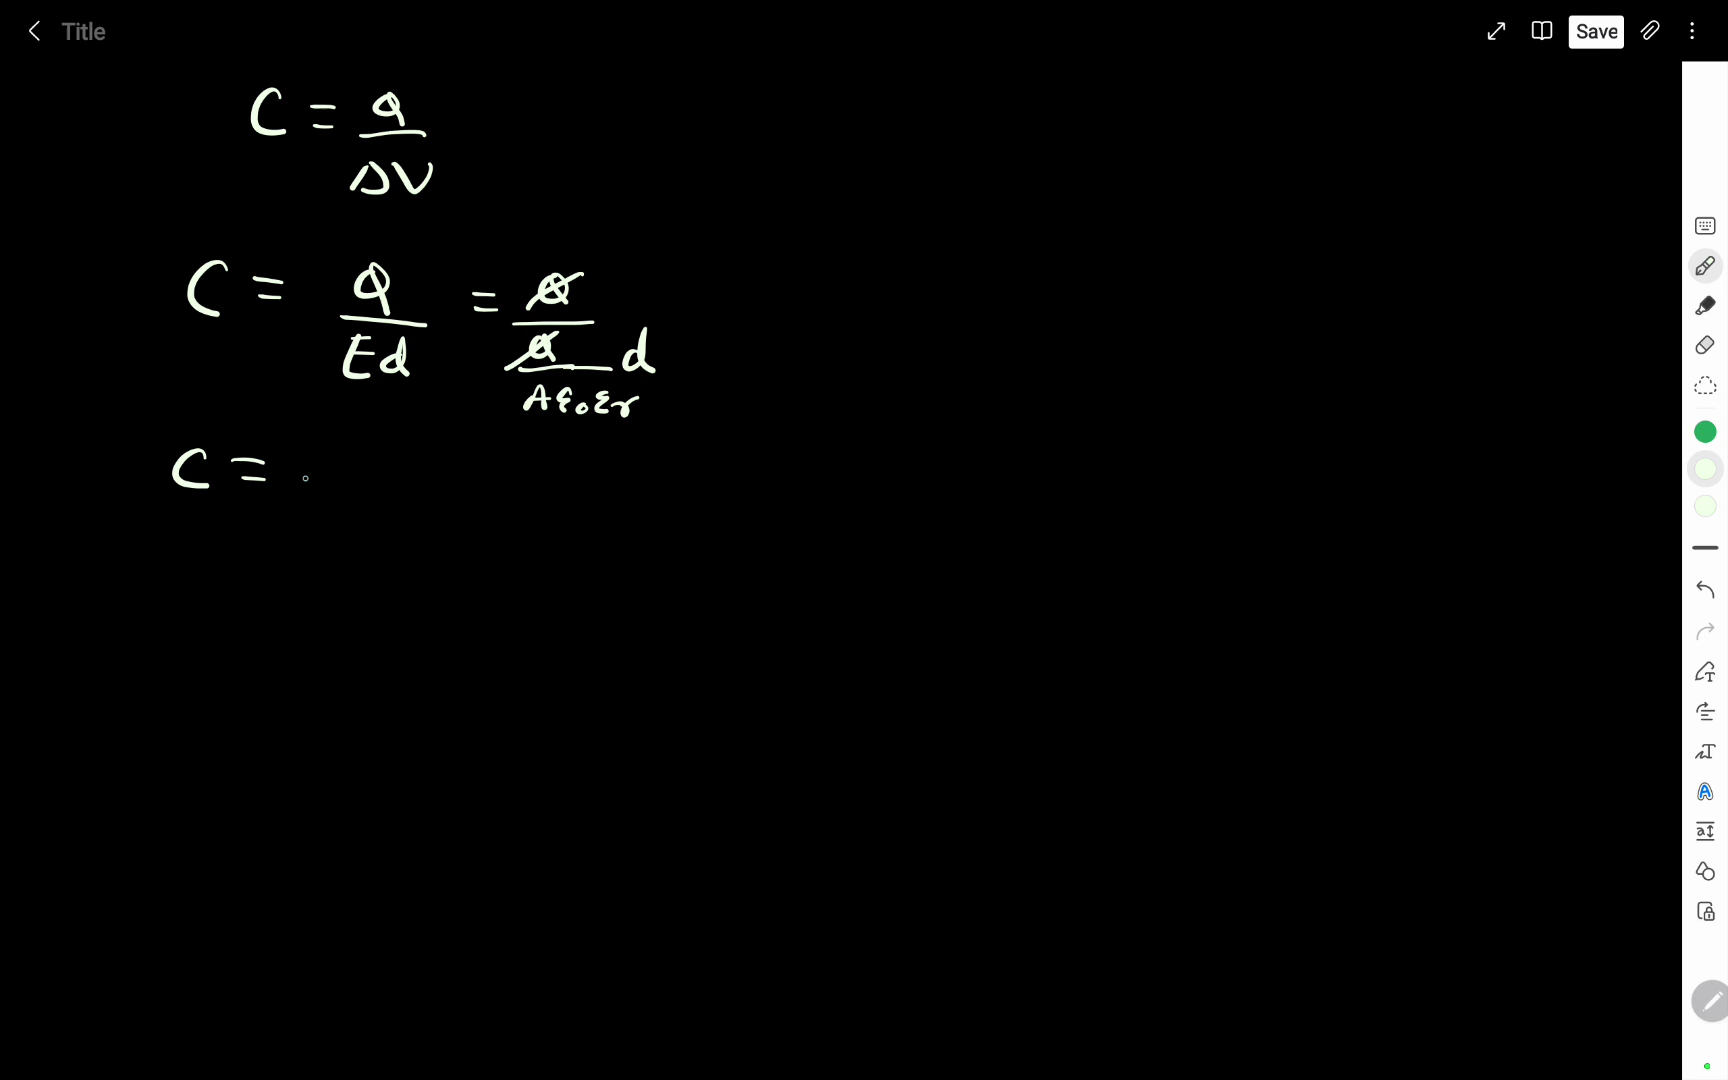 Title
Save
C = Q / ΔV
C = Q / Ed = Q / (Q / Aε₀εr) d
C =